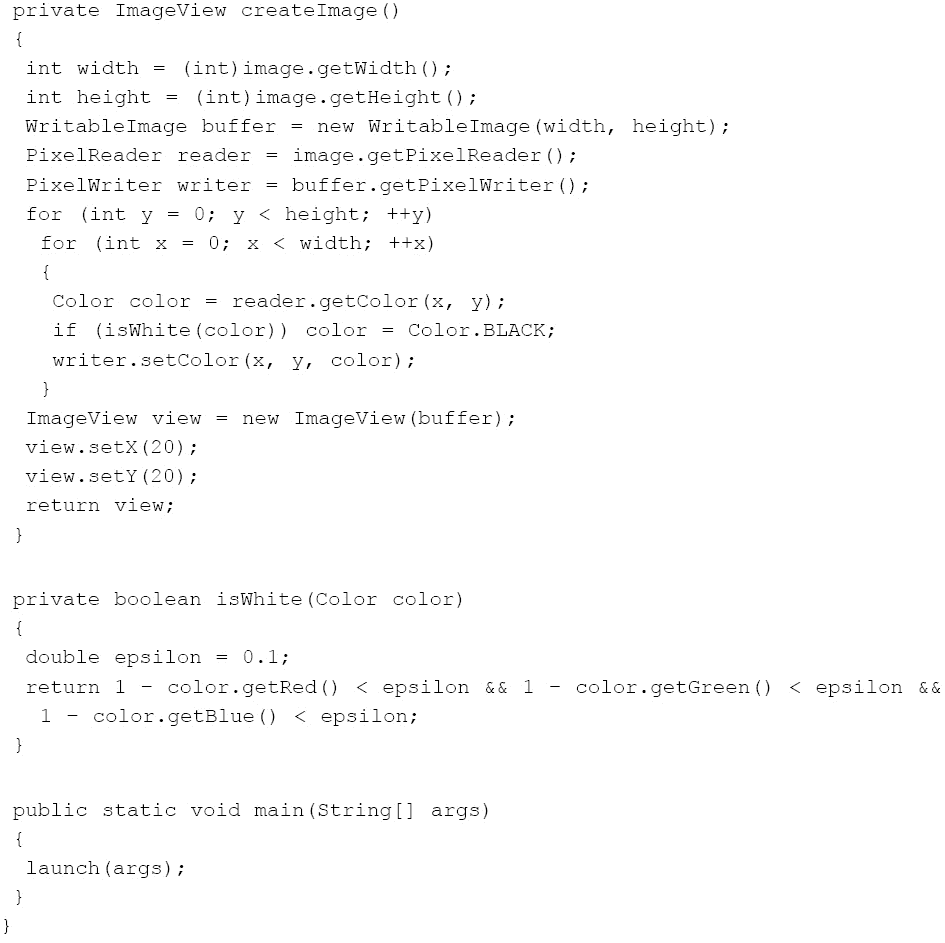 private ImageView createImage()
{
int width = (int)image.getWidth();
int height = (int)image.getHeight();
WritableImage buffer = new WritableImage(width, height);
PixelReader reader = image.getPixelReader();
PixelWriter writer = buffer.getPixelWriter();
for (int y = 0; y < height; ++y)
for (int x = 0; x < width; ++x)
{
Color color = reader.getColor(x, y);
if (isWhite(color)) color = Color.BLACK;
writer.setColor(x, y, color);
}
ImageView view = new ImageView(buffer);
view.setX(20);
view.setY(20);
return view;
}
private boolean isWhite(Color color)
{
double epsilon = 0.1;
return 1 – color.getRed() < epsilon && 1 – color.getGreen() < epsilon &&
1 – color.getBlue() < epsilon;
}
public static void main(String[] args)
{
launch(args);
}
}